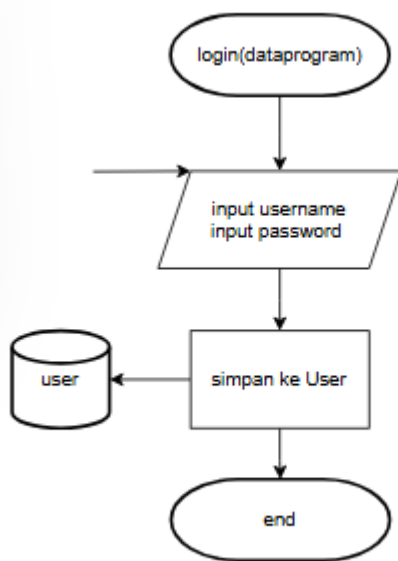 login(dataprogram)
input username
input password
user
simpan ke User
end